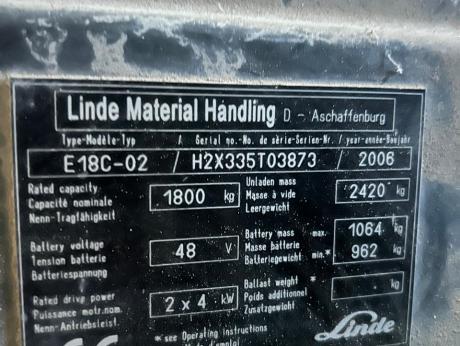 Linde Material Handling D - Aschaffenburg
Type-Modèle-Typ / Serial no.-No. de série-Serien-Nr. / year-année-Baujahr
E18C-02 / H2X335T03873 / 2006
Rated capacity
Capacité nominale
Nenn-Tragfähigkeit
1800 kg
Unladen mass
Masse à vide
Leergewicht
2420 kg
Battery voltage
Tension batterie
Batteriespannung
48 V
Battery mass max.
Masse batterie
Batteriegewicht min.*
1064 kg
962 kg
Rated drive power
Puissance motr.nom.
Nenn-Antriebsleist.
2 x 4 kW
Ballast weight *
Poids additionnel
Zusatzgewicht
kg
* see Operating instructions
Mode d'emploi
CE
Linde